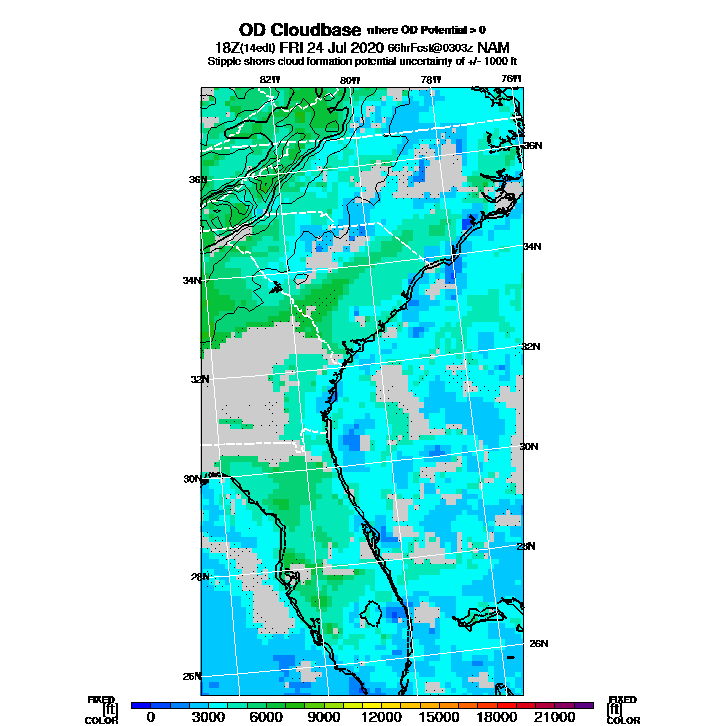 OD Cloudbase where OD Potential > 0
18Z(14edt) FRI 24 Jul 2020 66hrFcst@0303z NAM
Stipple shows cloud formation potential uncertainty of +/- 1000 ft
82W 80W 78W 76W
36N
36N
34N
34N
32N
32N
30N
30N
28N
28N
26N
26N
FIXED FIXED
[ft] [ft]
COLOR COLOR
0 3000 6000 9000 12000 15000 18000 21000